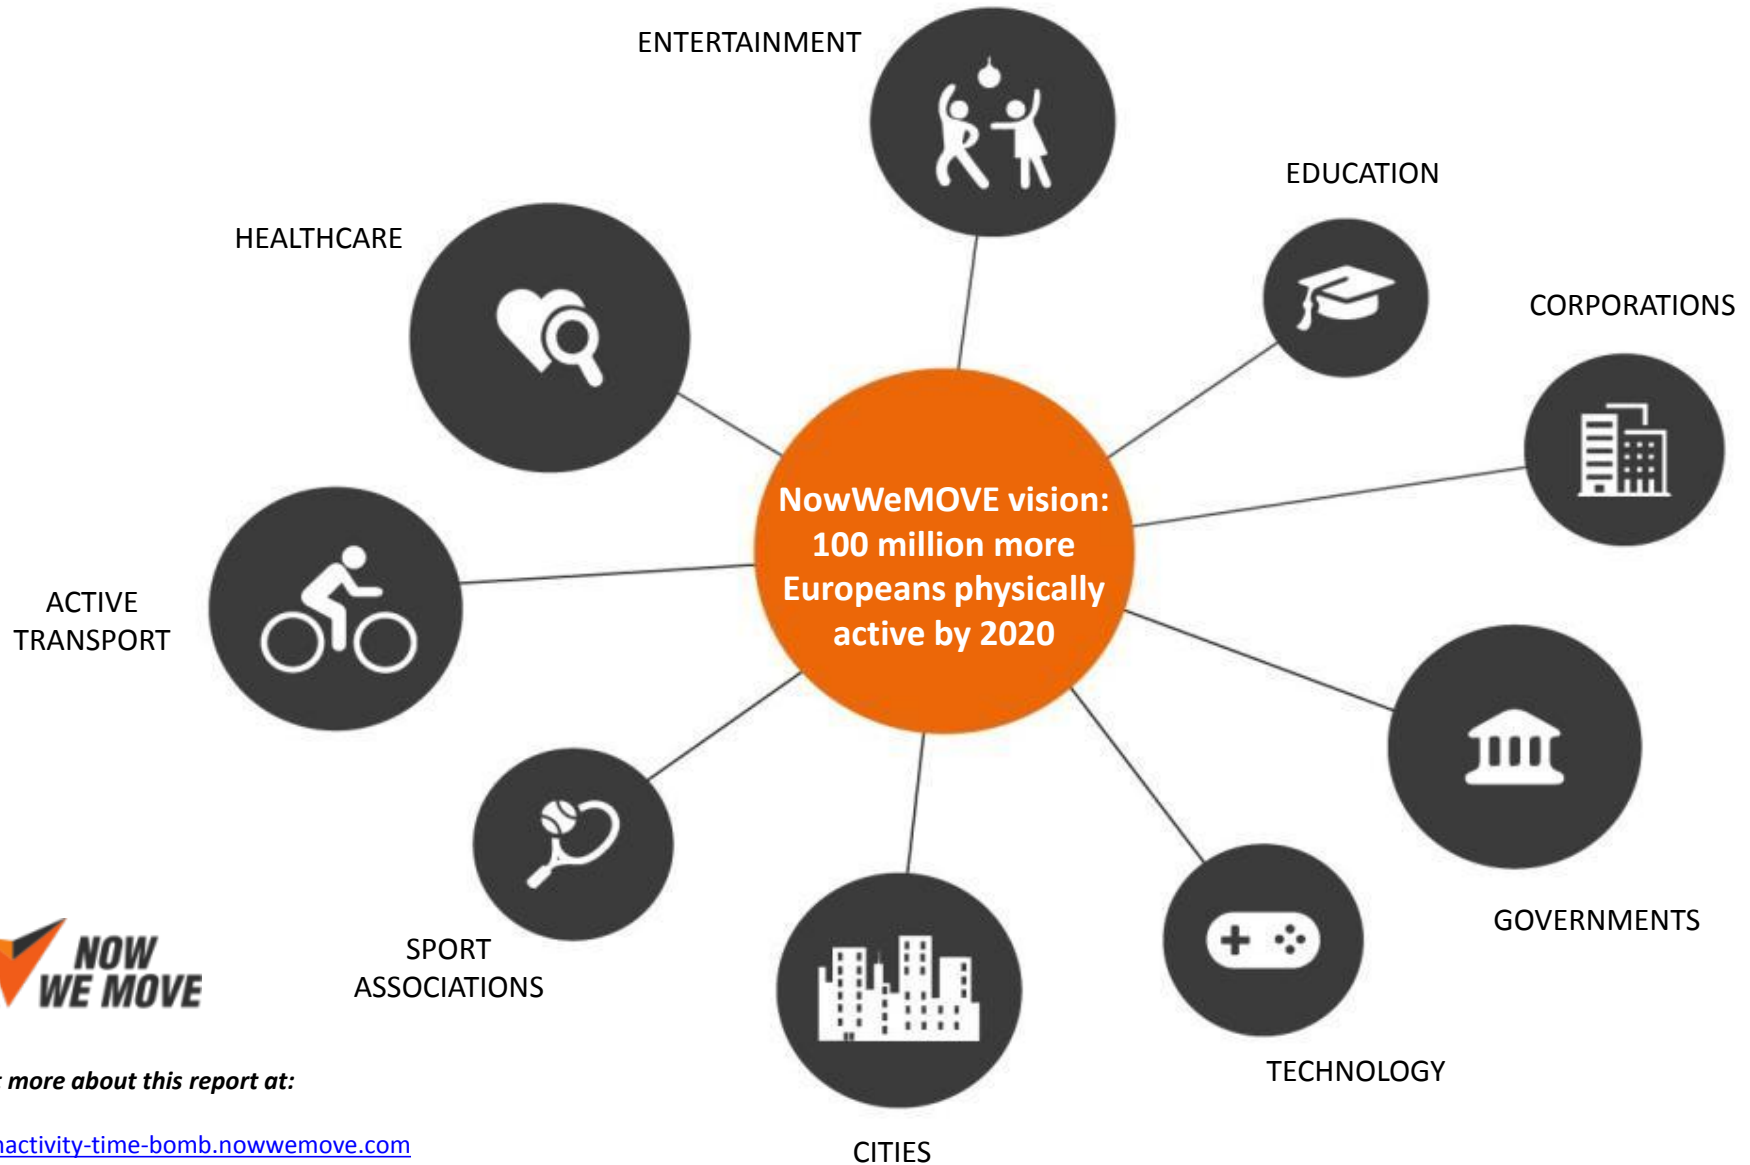 ENTERTAINMENT
EDUCATION
HEALTHCARE
CORPORATIONS
NowWeMOVE vision:
100 million more
Europeans physically
active by 2020
ACTIVE
TRANSPORT
GOVERNMENTS
SPORT
ASSOCIATIONS
NOW
WE MOVE
TECHNOLOGY
more about this report at:
nactivity-time-bomb.nowwemove.com
CITIES